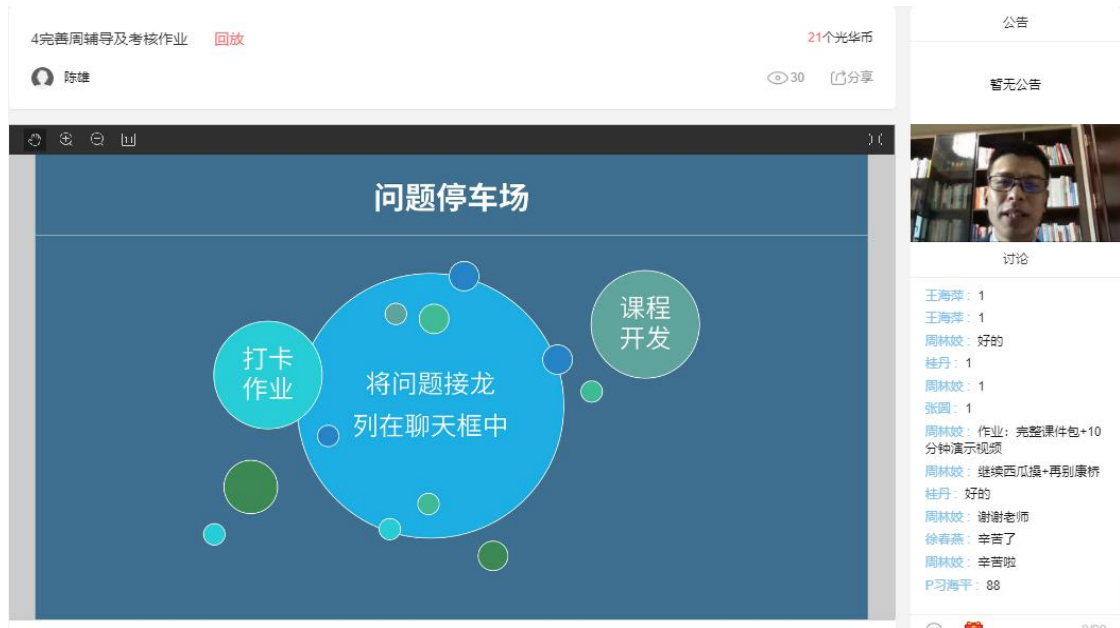 4完善周辅导及考核作业 回放
21个光华币
陈雄
30 分享
问题停车场
打卡
作业
将问题接龙
列在聊天框中
课程
开发
公告
暂无公告
讨论
王海萍：1
王海萍：1
周林姣：好的
桂丹：1
周林姣：1
张圆：1
周林姣：作业：完整课件包+10
分钟演示视频
周林姣：继续西瓜操+再别康桥
桂丹：好的
周林姣：谢谢老师
徐春燕：辛苦了
周林姣：辛苦啦
P习海平：88